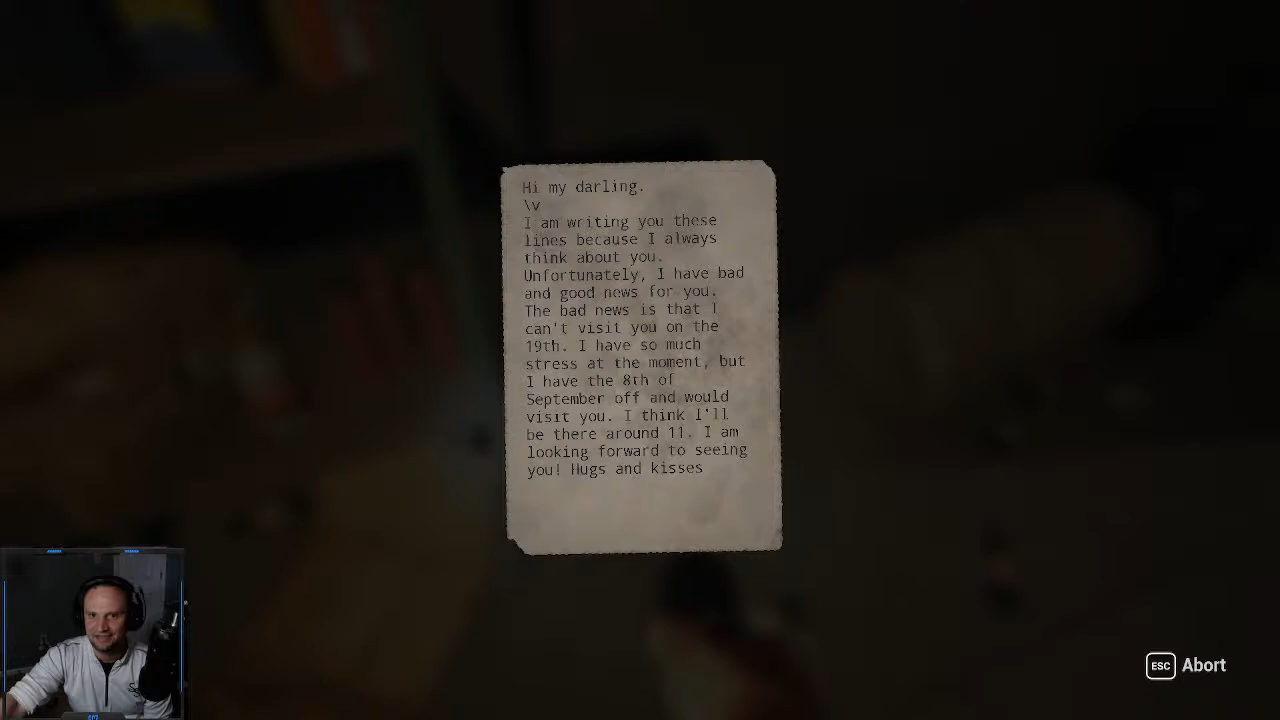 Hi my darling.
\v
I am writing you these
lines because I always
think about you.
Unfortunately, I have bad
and good news for you.
The bad news is that I
can't visit you on the
19th. I have so much
stress at the moment, but
I have the 8th of
September off and would
visit you. I think I'll
be there around 11. I am
looking forward to seeing
you! Hugs and kisses
ESC Abort